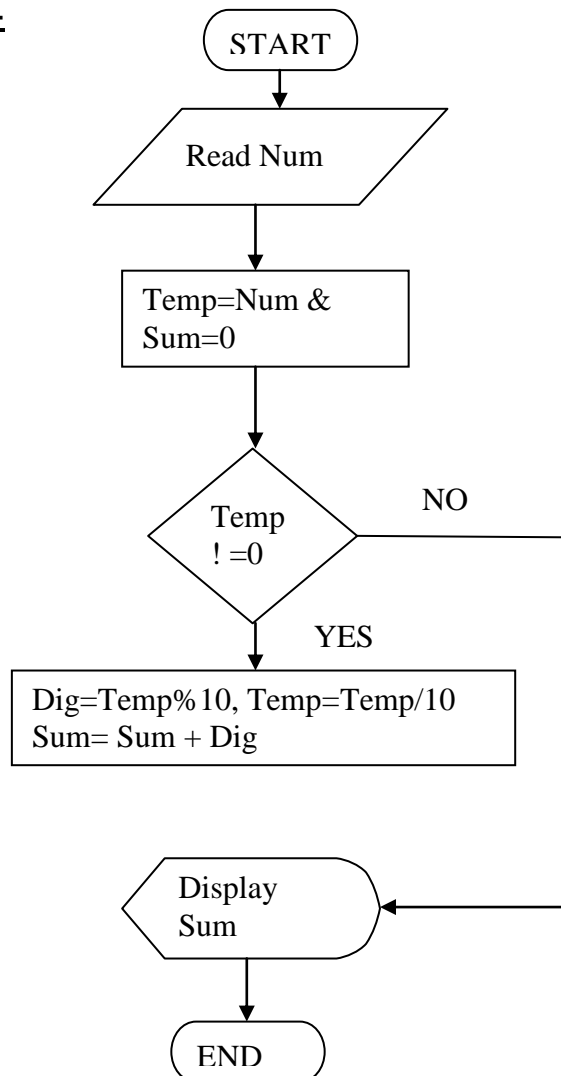 START
Read Num
Temp=Num &
Sum=0
Temp
! =0
NO
YES
Dig=Temp%10, Temp=Temp/10
Sum= Sum + Dig
Display
Sum
END